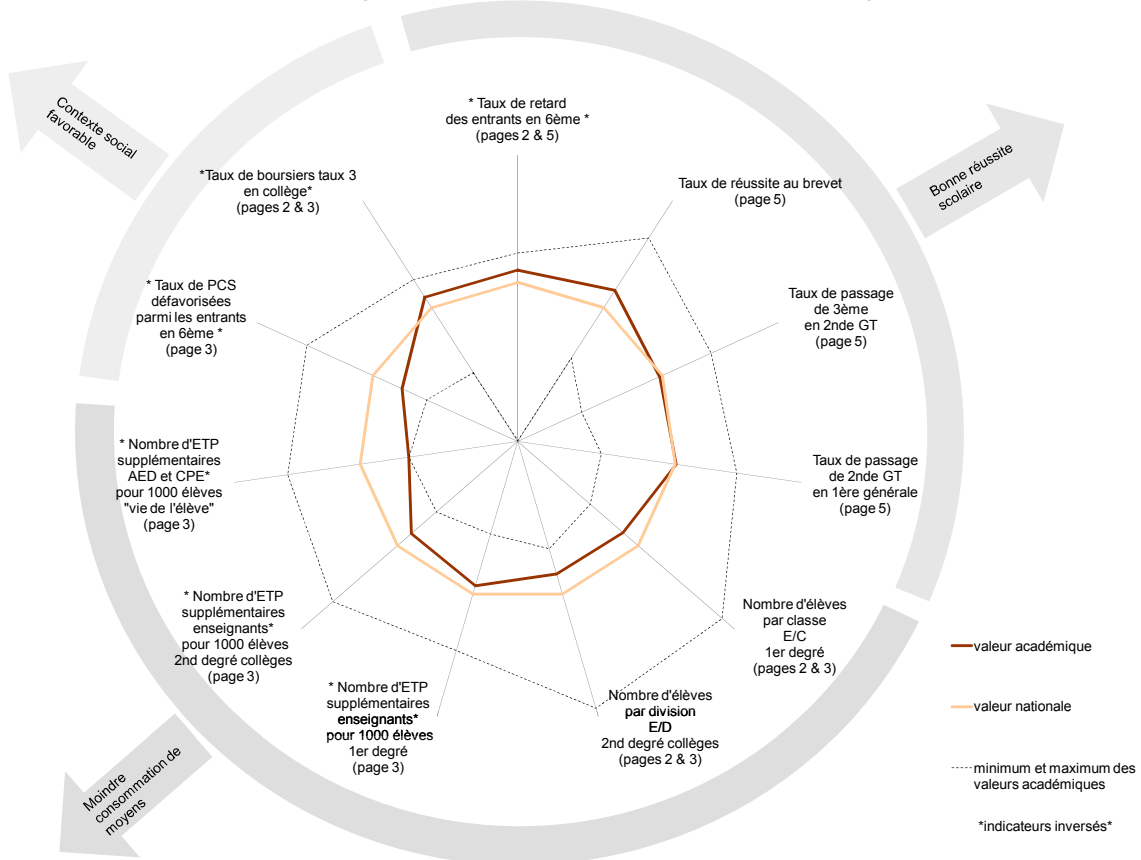 * Taux de retard
des entrants en 6ème *
(pages 2 & 5)
Taux de réussite au brevet
(page 5)
Taux de passage
de 3ème
en 2nde GT
(page 5)
Taux de passage
de 2nde GT
en 1ère générale
(page 5)
Nombre d'élèves
par classe
E/C
1er degré
(pages 2 & 3)
Nombre d'élèves
par division
E/D
2nd degré collèges
(pages 2 & 3)
* Nombre d'ETP
supplémentaires
enseignants*
pour 1000 élèves
1er degré
(page 3)
* Nombre d'ETP
supplémentaires
enseignants*
pour 1000 élèves
2nd degré collèges
(page 3)
* Nombre d'ETP
supplémentaires
AED et CPE*
pour 1000 élèves
"vie de l'élève"
(page 3)
* Taux de PCS
défavorisées
parmi les entrants
en 6ème *
(page 3)
*Taux de boursiers taux 3
en collège*
(pages 2 & 3)
Contexte social
favorable
Bonne réussite
scolaire
Moindre
consommation de
moyens
valeur académique
valeur nationale
minimum et maximum des
valeurs académiques
*indicateurs inversés*